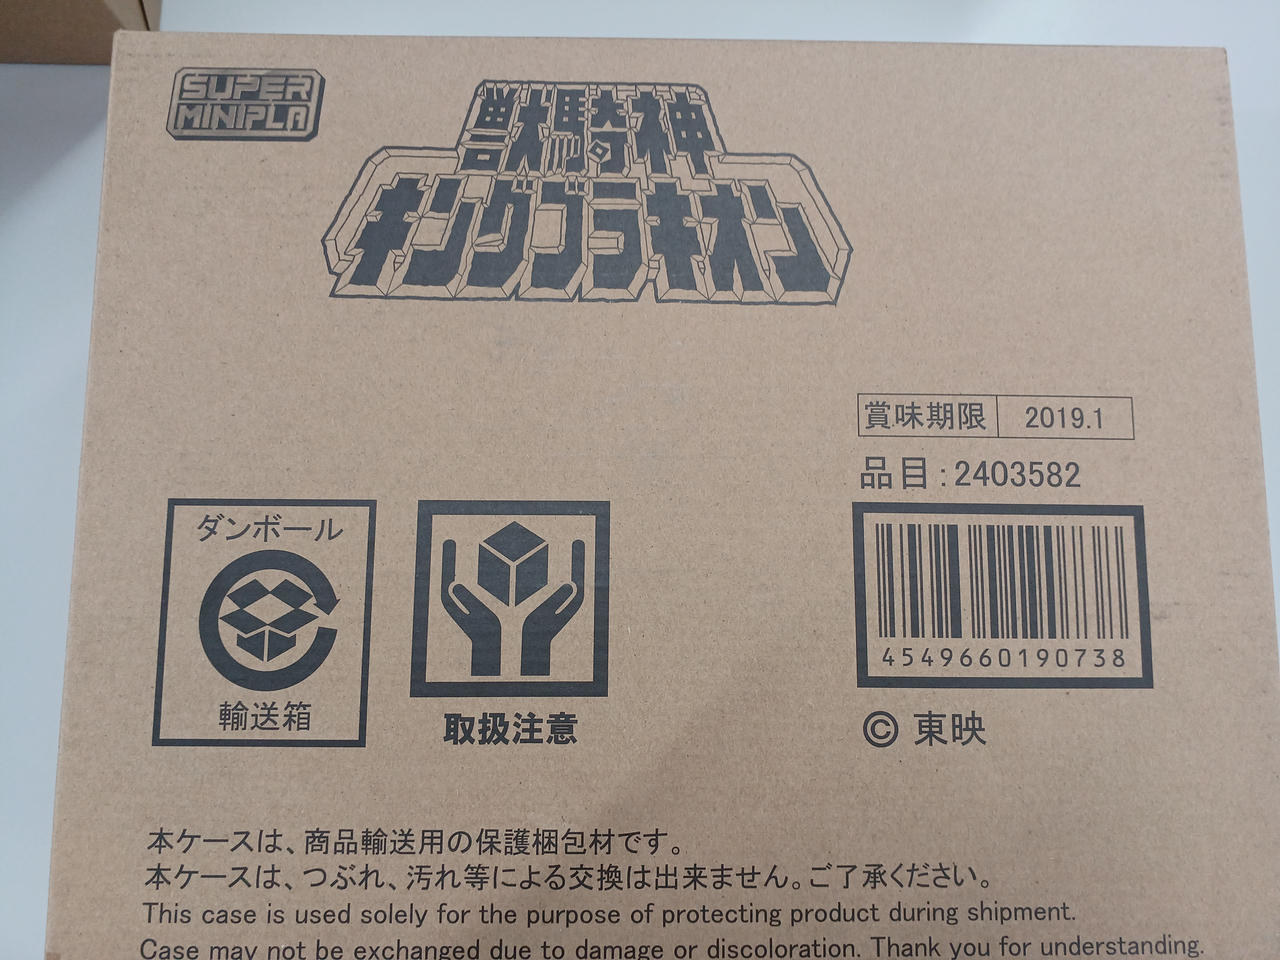 SUPER
MINIPLA
獣騎神
キングブラキオン
賞味期限 2019.1
品目:2403582
ダンボール
輸送箱
取扱注意
4549660190738
© 東映
本ケースは、商品輸送用の保護梱包材です。
本ケースは、つぶれ、汚れ等による交換は出来ません。ご了承ください。
This case is used solely for the purpose of protecting product during shipment.
Case may not be exchanged due to damage or discoloration. Thank you for understanding.